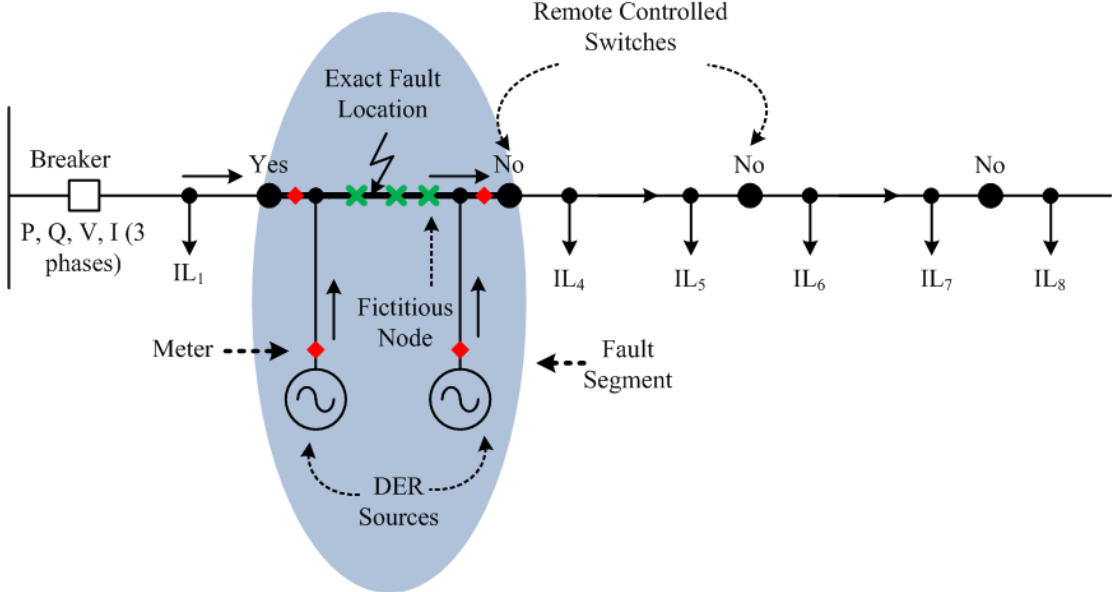 Remote Controlled
Switches
Exact Fault
Location
Breaker
Yes
No
No
No
P, Q, V, I (3
phases)
IL₁
IL₄
IL₅
IL₆
IL₇
IL₈
Fictitious
Node
Meter
Fault
Segment
DER
Sources